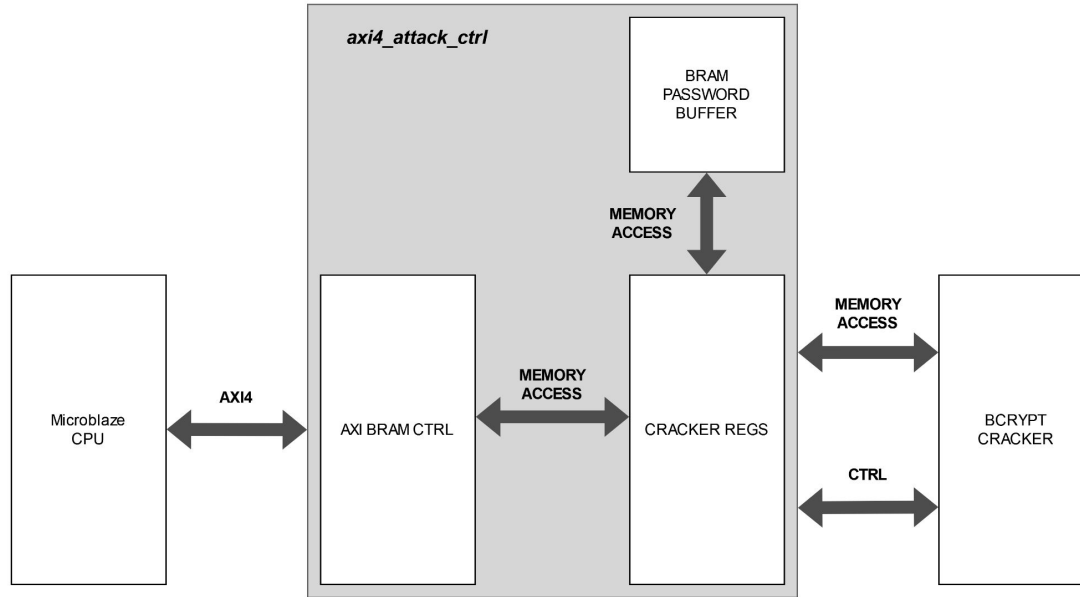 axi4_attack_ctrl
BRAM
PASSWORD
BUFFER
MEMORY
ACCESS
Microblaze
CPU
AXI4
AXI BRAM CTRL
MEMORY
ACCESS
CRACKER REGS
MEMORY
ACCESS
CTRL
BCRYPT
CRACKER